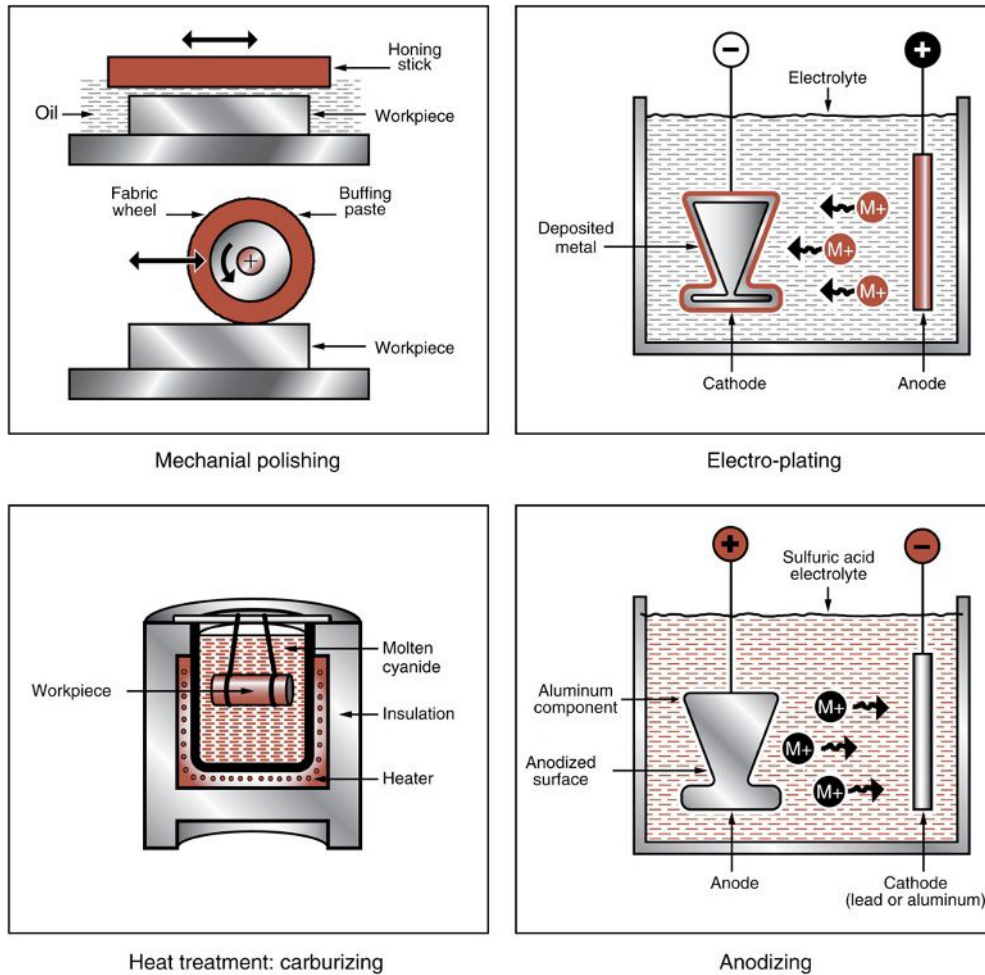 Honing
stick
Oil
Workpiece
Fabric
wheel
Buffing
paste
Workpiece
Mechanial polishing
−
+
Electrolyte
Deposited
metal
M+
M+
M+
Cathode
Anode
Electro-plating
Molten
cyanide
Workpiece
Insulation
Heater
Heat treatment: carburizing
+
−
Sulfuric acid
electrolyte
Aluminum
component
M+
M+
Anodized
surface
M+
Anode
Cathode
(lead or aluminum)
Anodizing